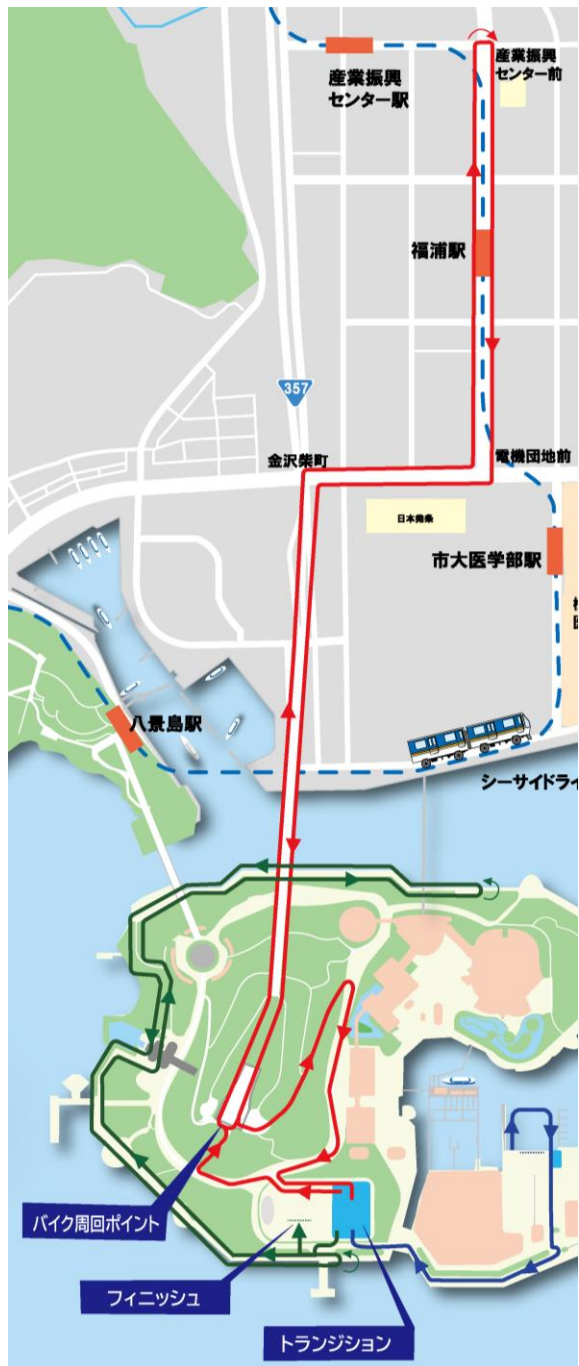 産業振興
センター前
産業振興
センター駅
福浦駅
357
金沢柴町
電機団地前
日本発条
市大医学部駅
八景島駅
シーサイドライ
バイク周回ポイント
フィニッシュ
トランジション